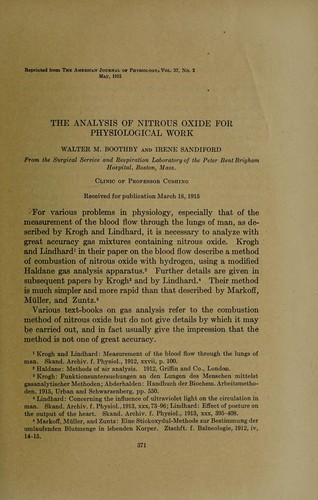 Reprinted from THE AMERICAN JOURNAL OF PHYSIOLOGY, VOL. 37, NO. 2
May, 1915
THE ANALYSIS OF NITROUS OXIDE FOR
PHYSIOLOGICAL WORK
WALTER M. BOOTHBY AND IRENE SANDIFORD
From the Surgical Service and Respiration Laboratory of the Peter Bent Brigham
Hospital, Boston, Mass.
CLINIC OF PROFESSOR CUSHING
Received for publication March 18, 1915
For various problems in physiology, especially that of the
measurement of the blood flow through the lungs of man, as de-
scribed by Krogh and Lindhard, it is necessary to analyze with
great accuracy gas mixtures containing nitrous oxide. Krogh
and Lindhard¹ in their paper on the blood flow describe a method
of combustion of nitrous oxide with hydrogen, using a modified
Haldane gas analysis apparatus.² Further details are given in
subsequent papers by Krogh³ and by Lindhard.⁴ Their method
is much simpler and more rapid than that described by Markoff,
Müller, and Zuntz.⁵
Various text-books on gas analysis refer to the combustion
method of nitrous oxide but do not give details by which it may
be carried out, and in fact usually give the impression that the
method is not one of great accuracy.
¹ Krogh and Lindhard: Measurement of the blood flow through the lungs of
man. Skand. Archiv. f. Physiol., 1912, xxvii, p. 100.
² Haldane: Methods of air analysis. 1912, Griffin and Co., London.
³ Krogh: Funktionsuntersuchungen an den Lungen des Menschen mittelst
gasanalytischer Methoden; Abderhalden: Handbuch der Biochem. Arbeitsmetho-
den, 1915, Urban und Schwarsenberg, pp. 550.
⁴ Lindhard: Concerning the influence of ultraviolet light on the circulation in
man. Skand. Archiv. f. Physiol., 1913, xxx, 73-96; Lindhard: Effect of posture on
the output of the heart. Skand. Archiv. f. Physiol., 1913, xxx, 395-408.
⁵ Markoff, Müller, and Zuntz: Eine Stickoxydul-Methode zur Bestimmung der
umlaufenden Blutmenge in lebenden Korper. Ztschft. f. Balneologie, 1912, iv,
14-15.
371